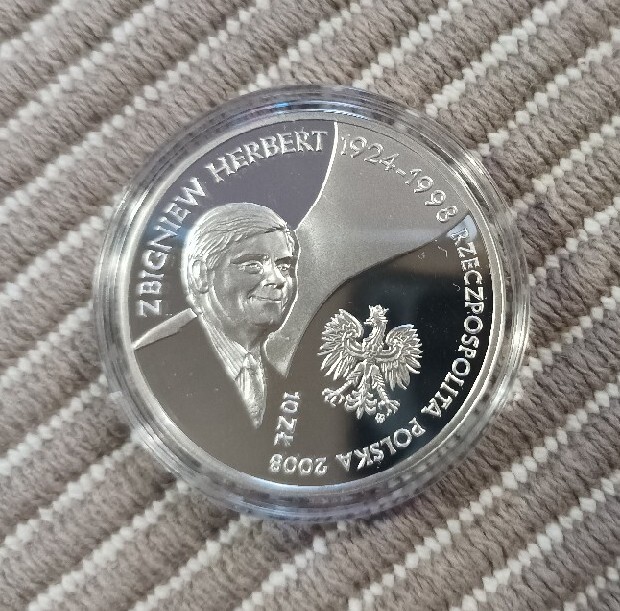 ZBIGNIEW HERBERT
1924-1998
RZECZPOSPOLITA POLSKA 2008
10 ZŁ